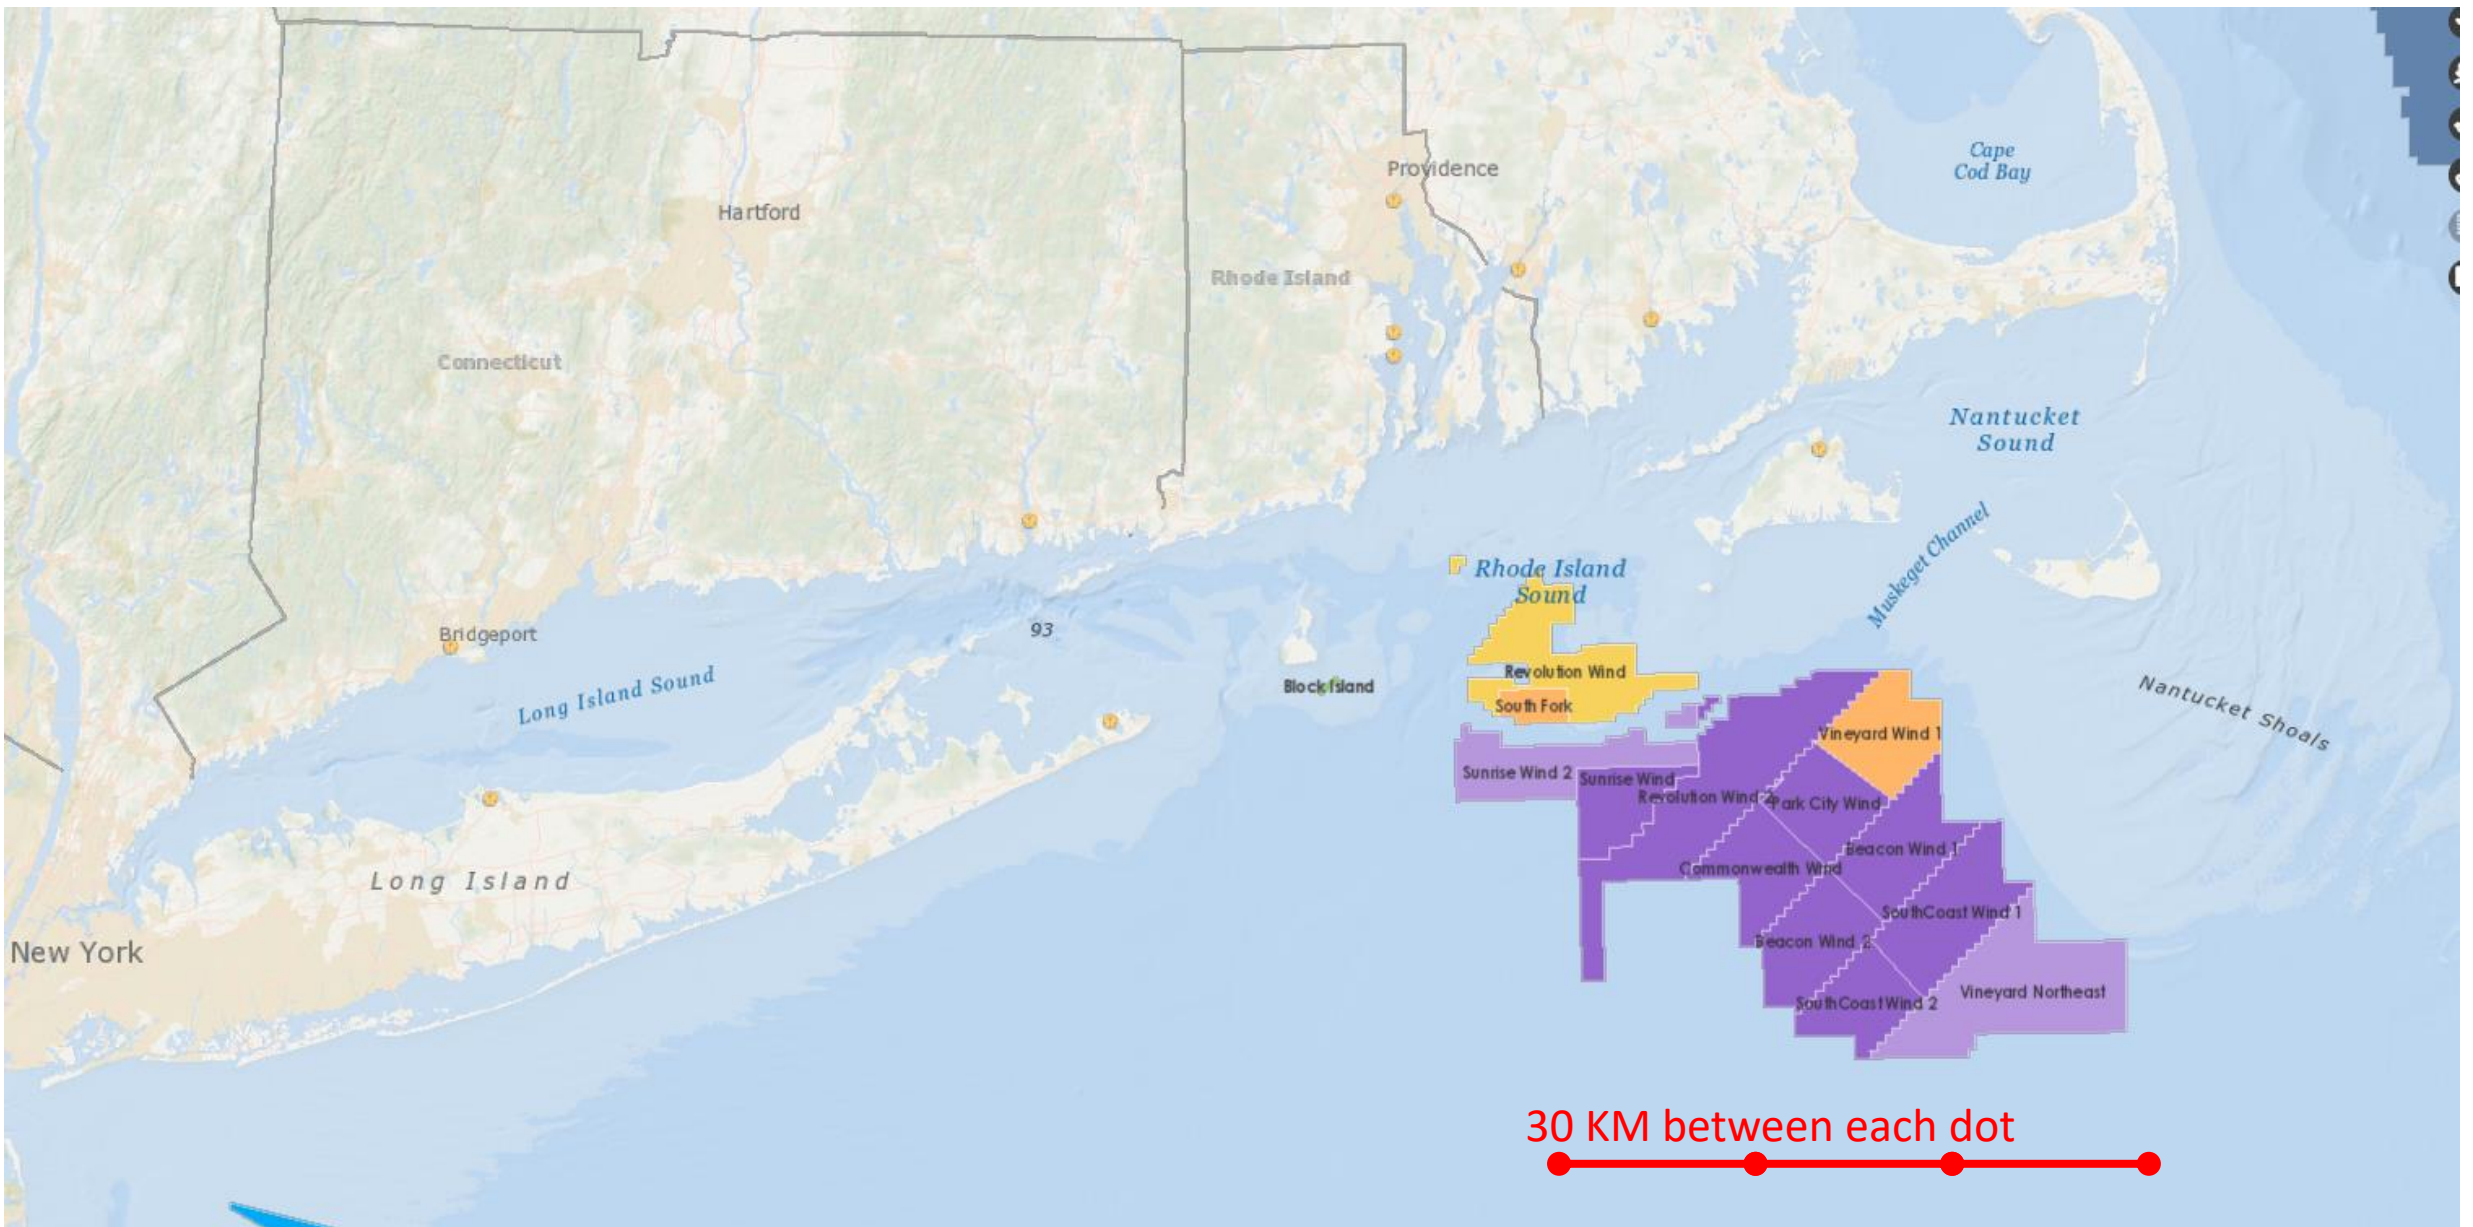 Cape
Cod Bay
Providence
Hartford
Rhode Island
Connecticut
Nantucket
Sound
Muskeget Channel
Rhode Island
Sound
93
Bridgeport
Long Island Sound
Block Island
Revolution Wind
South Fork
Nantucket Shoals
Vineyard Wind 1
Sunrise Wind 2
Sunrise Wind
Revolution Wind 2
Park City Wind
Beacon Wind 1
Commonwealth Wind
Long Island
SouthCoast Wind 1
New York
Beacon Wind 2
Vineyard Northeast
SouthCoast Wind 2
30 KM between each dot